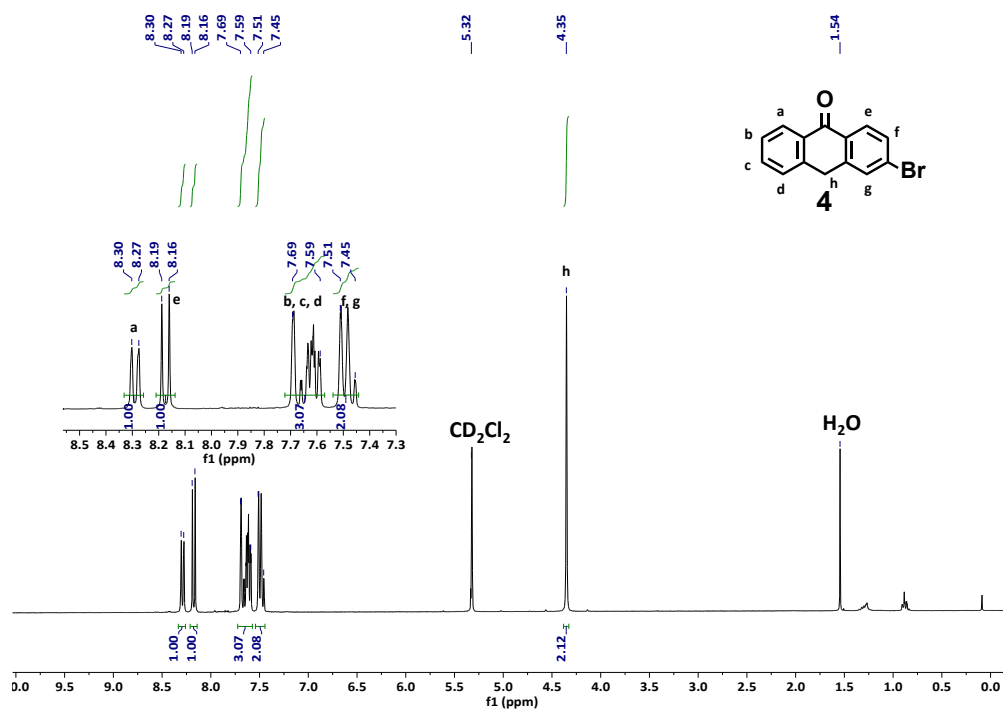 8.30
8.27
8.19
8.16
7.69
7.59
7.51
7.45
5.32
4.35
1.54
O
a
e
b
f
c
Br
d
h
g
4
8.30
8.27
8.19
8.16
7.69
7.59
7.51
7.45
h
e
b, c, d
f, g
a
1.00
1.00
3.07
2.08
8.5 8.4 8.3 8.2 8.1 8.0 7.9 7.8 7.7 7.6 7.5 7.4 7.3
f1 (ppm)
CD2Cl2
H2O
1.00
1.00
3.07
2.08
2.12
0.0 9.5 9.0 8.5 8.0 7.5 7.0 6.5 6.0 5.5 5.0 4.5 4.0 3.5 3.0 2.5 2.0 1.5 1.0 0.5 0.0
f1 (ppm)